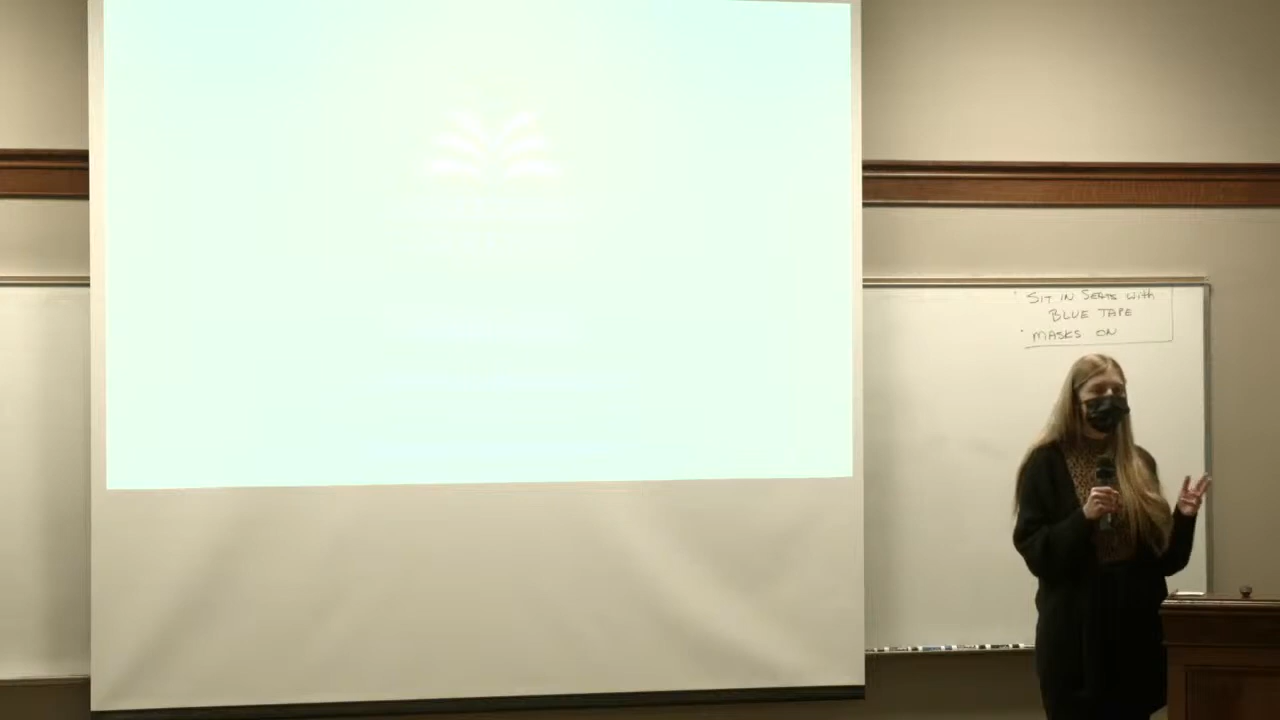 • SIT IN SEATS with
BLUE TAPE
• MASKS ON